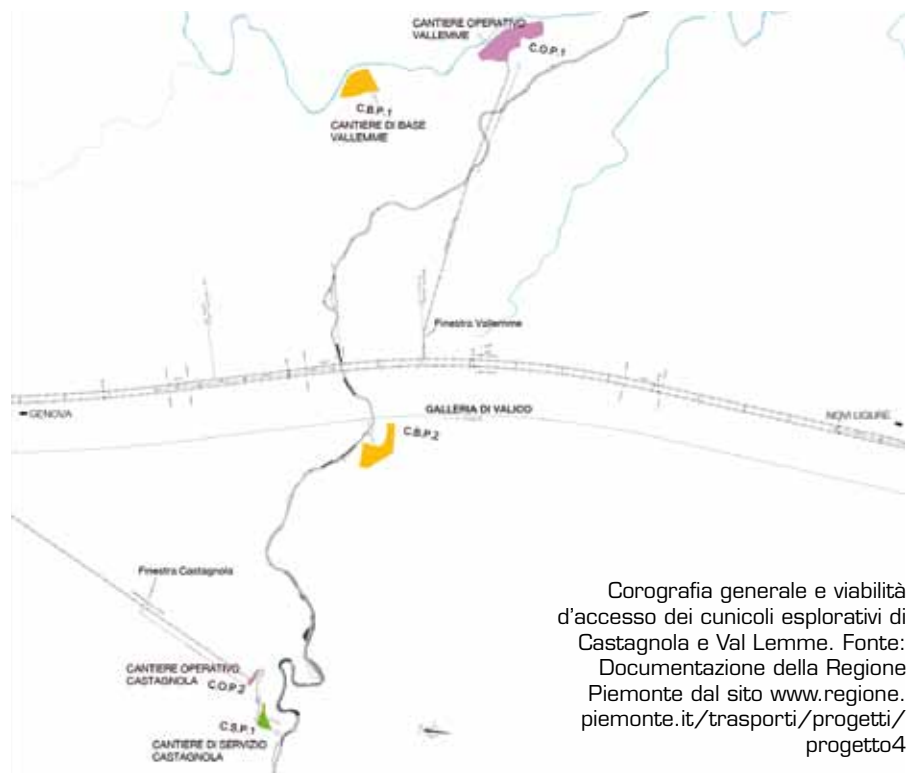 CANTIERE OPERATIVO
VALLEMME
C.O.P.1
C.B.P.1
CANTIERE DI BASE
VALLEMME
Finestra Vallemme
GENOVA
GALLERIA DI VALICO
NOVI LIGURE
C.B.P.2
Finestra Castagnola
CANTIERE OPERATIVO
CASTAGNOLA
C.O.P.2
C.S.P.1
CANTIERE DI SERVIZIO
CASTAGNOLA
Corografia generale e viabilità
d'accesso dei cunicoli esplorativi di
Castagnola e Val Lemme. Fonte:
Documentazione della Regione
Piemonte dal sito www.regione.
piemonte.it/trasporti/progetti/
progetto4